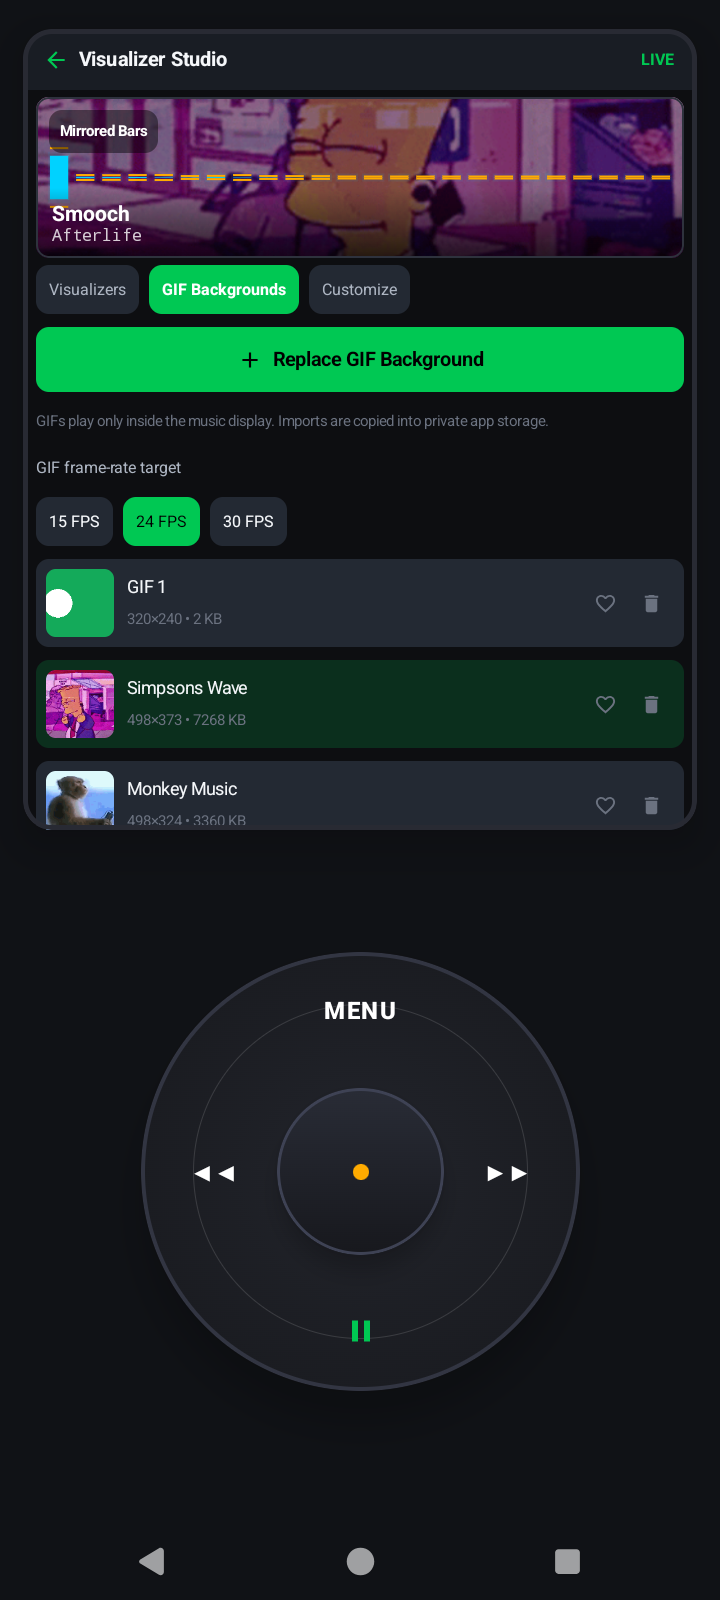 Visualizer Studio
LIVE
Mirrored Bars
Smooch
Afterlife
Visualizers
GIF Backgrounds
Customize
+ Replace GIF Background
GIFs play only inside the music display. Imports are copied into private app storage.
GIF frame-rate target
15 FPS
24 FPS
30 FPS
GIF 1
320×240 • 2 KB
Simpsons Wave
498×373 • 7268 KB
Monkey Music
498×324 • 3360 KB
MENU